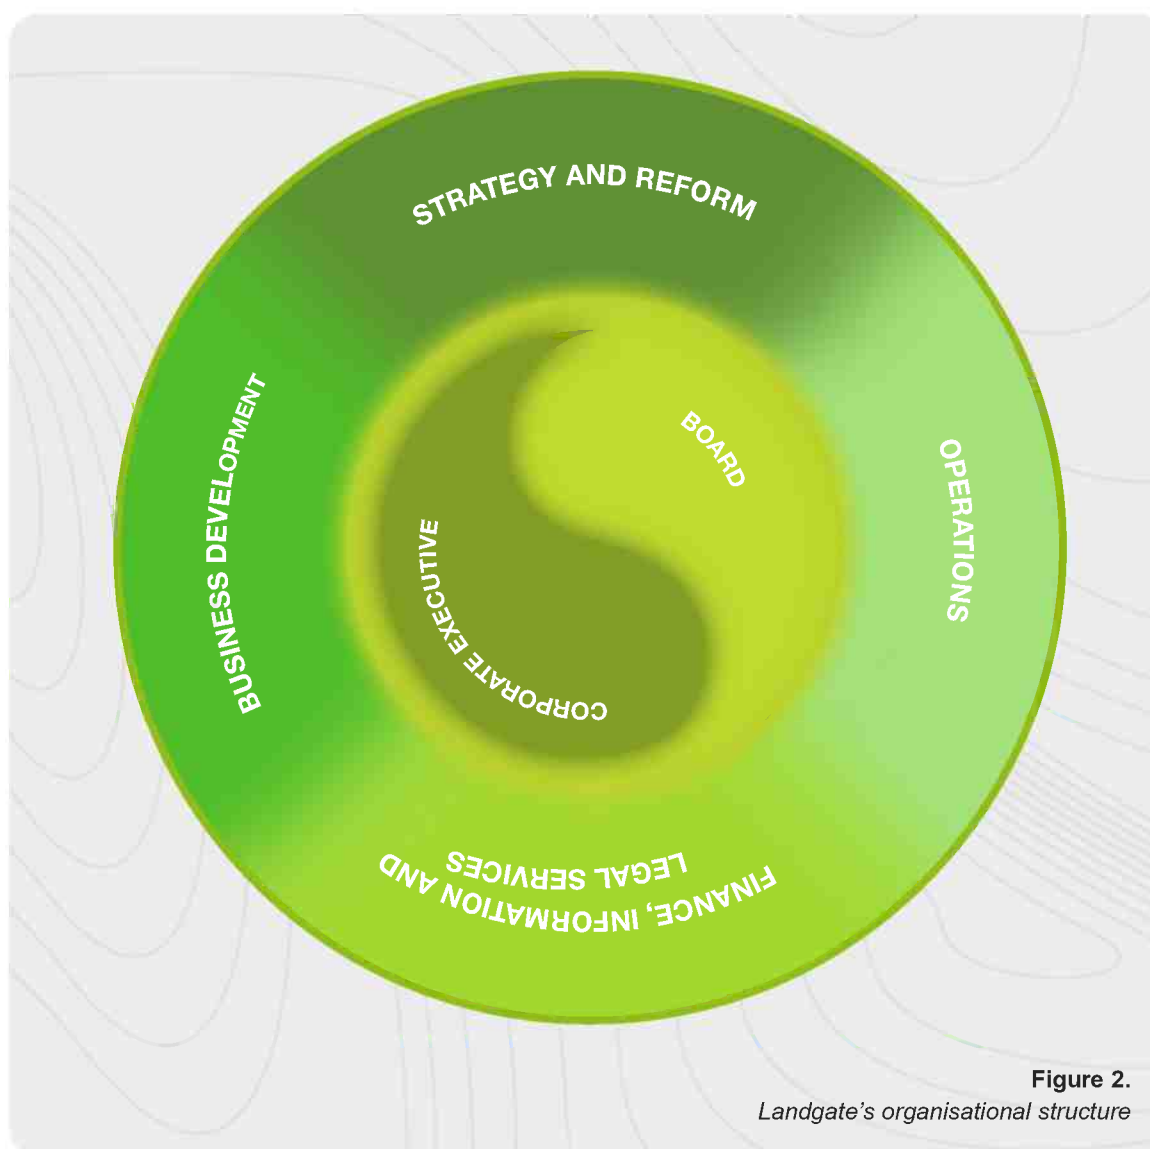 STRATEGY AND REFORM
BOARD
OPERATIONS
BUSINESS DEVELOPMENT
CORPORATE EXECUTIVE
FINANCE, INFORMATION AND
LEGAL SERVICES
Figure 2.
Landgate's organisational structure